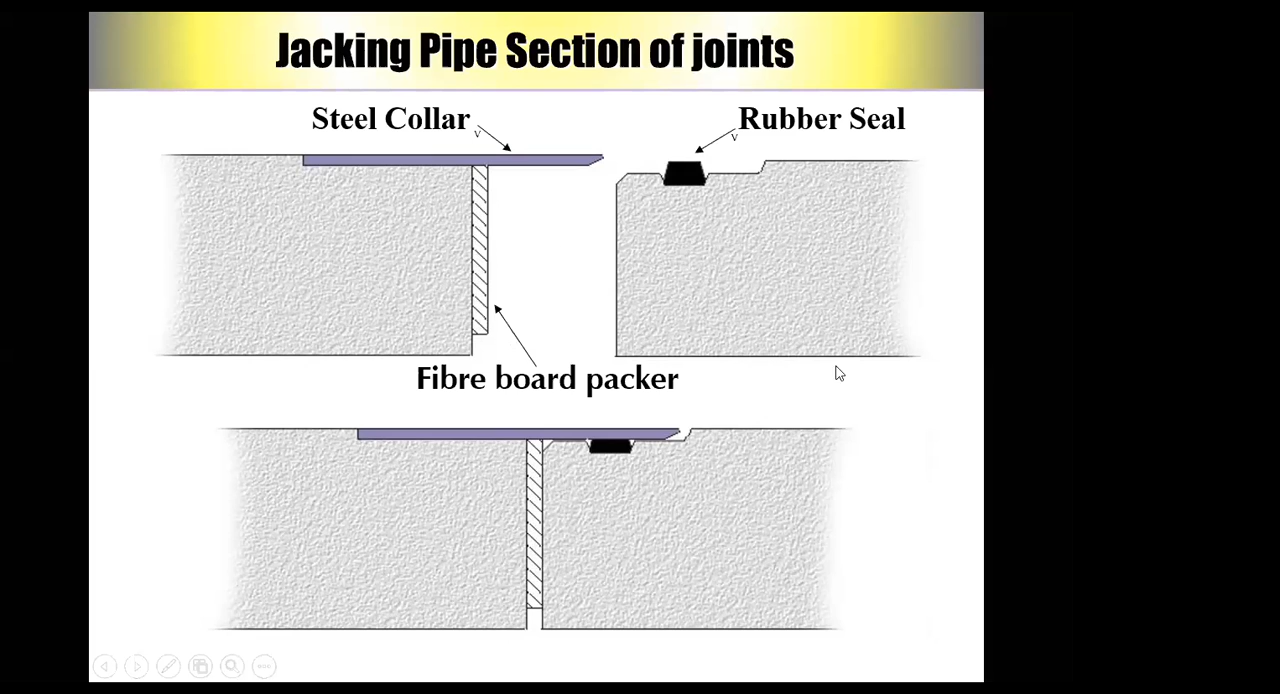 Jacking Pipe Section of joints
Steel Collar
Rubber Seal
v
v
Fibre board packer